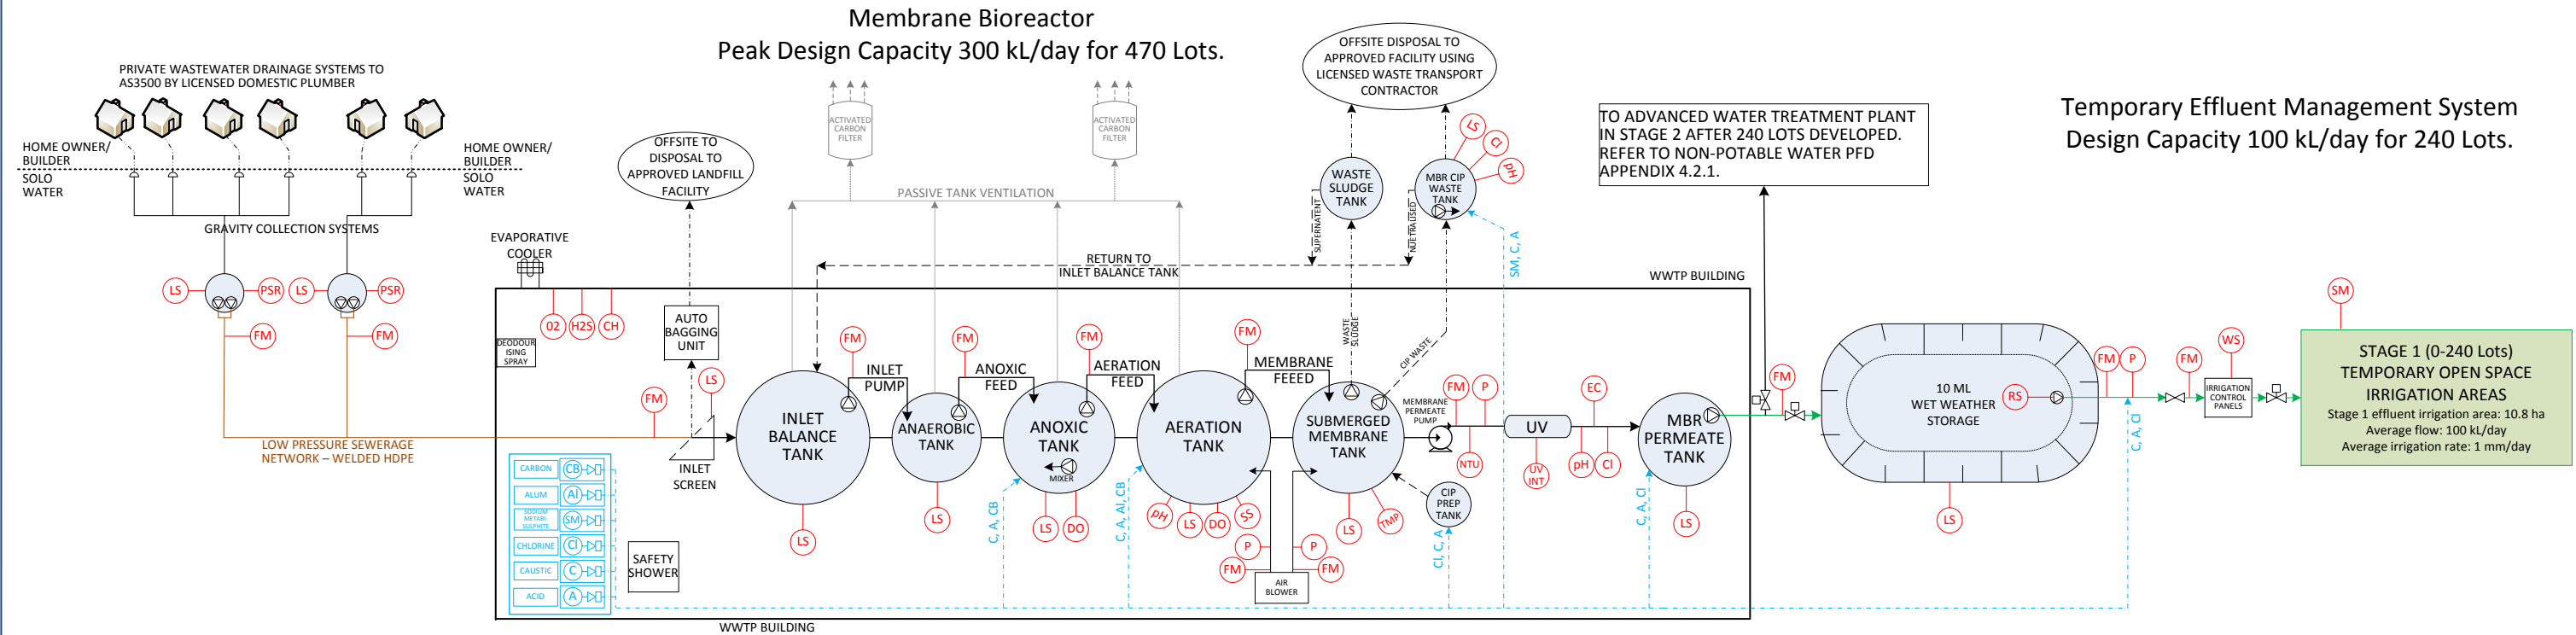 Membrane Bioreactor
Peak Design Capacity 300 kL/day for 470 Lots.
Temporary Effluent Management System
Design Capacity 100 kL/day for 240 Lots.
PRIVATE WASTEWATER DRAINAGE SYSTEMS TO
AS3500 BY LICENSED DOMESTIC PLUMBER
HOME OWNER/
BUILDER
SOLO
WATER
HOME OWNER/
BUILDER
SOLO
WATER
GRAVITY COLLECTION SYSTEMS
LS
PSR
LS
PSR
FM
FM
LOW PRESSURE SEWERAGE
NETWORK – WELDED HDPE
EVAPORATIVE
COOLER
DEODOUR
ISING
SPRAY
02
H2S
CH
OFFSITE TO
DISPOSAL TO
APPROVED LANDFILL
FACILITY
AUTO
BAGGING
UNIT
FM
LS
INLET
SCREEN
CARBON
CB
ALUM
Al
SODIUM
METABI-
SULPHITE
SM
CHLORINE
Cl
CAUSTIC
C
ACID
A
SAFETY
SHOWER
WWTP BUILDING
ACTIVATED
CARBON
FILTER
ACTIVATED
CARBON
FILTER
PASSIVE TANK VENTILATION
RETURN TO
INLET BALANCE TANK
INLET
BALANCE
TANK
LS
FM
INLET
PUMP
ANAEROBIC
TANK
LS
FM
ANOXIC
FEED
ANOXIC
TANK
MIXER
LS
DO
C, A, CB
FM
AERATION
FEED
AERATION
TANK
pH
LS
DO
SS
C, A, Al, CB
FM
MEMBRANE
FEEED
SUBMERGED
MEMBRANE
TANK
LS
TMP
P
P
FM
FM
AIR
BLOWER
WASTE
SLUDGE
CIP WASTE
OFFSITE DISPOSAL TO
APPROVED FACILITY USING
LICENSED WASTE TRANSPORT
CONTRACTOR
WASTE
SLUDGE
TANK
SUPERNATENT
MBR CIP
WASTE
TANK
NUETRALISED
LS
Cl
pH
SM, C, A
CIP
PREP
TANK
Cl, C, A
MEMBRANE
PERMEATE
PUMP
FM
P
NTU
UV
UV
INT
EC
pH
Cl
MBR
PERMEATE
TANK
LS
C, A, Cl
WWTP BUILDING
TO ADVANCED WATER TREATMENT PLANT
IN STAGE 2 AFTER 240 LOTS DEVELOPED.
REFER TO NON-POTABLE WATER PFD
APPENDIX 4.2.1.
FM
10 ML
WET WEATHER
STORAGE
RS
LS
FM
P
C, A, Cl
FM
WS
IRRIGATION
CONTROL
PANELS
SM
STAGE 1 (0-240 Lots)
TEMPORARY OPEN SPACE
IRRIGATION AREAS
Stage 1 effluent irrigation area: 10.8 ha
Average flow: 100 kL/day
Average irrigation rate: 1 mm/day